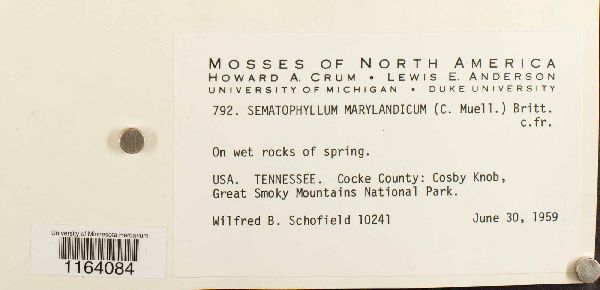 MOSSES OF NORTH AMERICA
HOWARD A. CRUM • LEWIS E. ANDERSON
UNIVERSITY OF MICHIGAN • DUKE UNIVERSITY
792. SEMATOPHYLLUM MARYLANDICUM (C. Muell.) Britt.
c.fr.
On wet rocks of spring.
USA. TENNESSEE. Cocke County: Cosby Knob,
Great Smoky Mountains National Park.
Wilfred B. Schofield 10241 June 30, 1959
University of Minnesota Herbarium
1164084